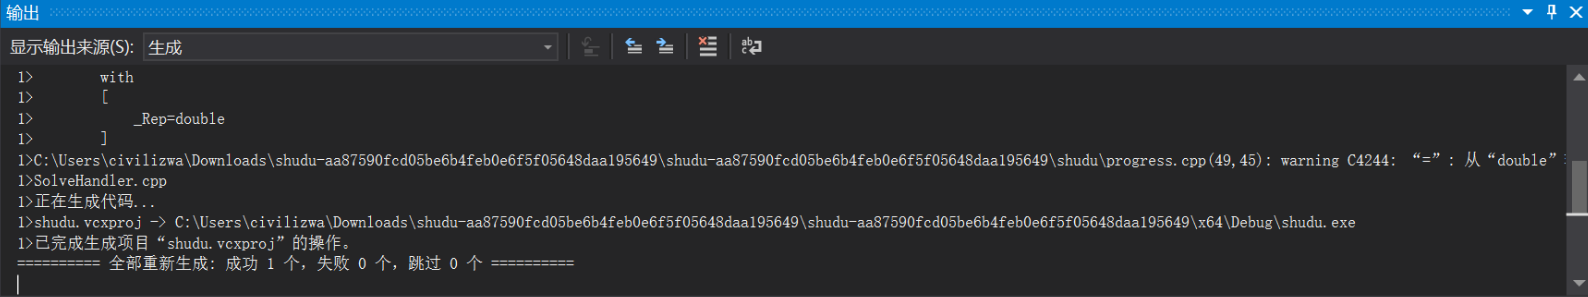 输出
显示输出来源(S): 生成
1> with
1> [
1> _Rep=double
1> ]
1>C:\Users\civilizwa\Downloads\shudu-aa87590fcd05be6b4feb0e6f5f05648daa195649\shudu-aa87590fcd05be6b4feb0e6f5f05648daa195649\shudu\progress.cpp(49,45): warning C4244: “=”: 从“double”
1>SolveHandler.cpp
1>正在生成代码...
1>shudu.vcxproj -> C:\Users\civilizwa\Downloads\shudu-aa87590fcd05be6b4feb0e6f5f05648daa195649\shudu-aa87590fcd05be6b4feb0e6f5f05648daa195649\x64\Debug\shudu.exe
1>已完成生成项目“shudu.vcxproj”的操作。
========== 全部重新生成: 成功 1 个，失败 0 个，跳过 0 个 ==========